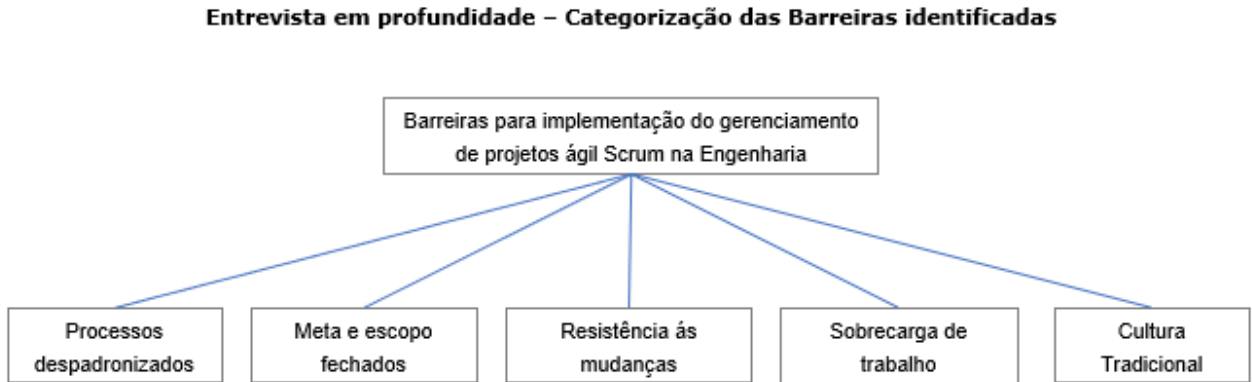 Entrevista em profundidade – Categorização das Barreiras identificadas
Barreiras para implementação do gerenciamento
de projetos ágil Scrum na Engenharia
Processos
despadronizados
Meta e escopo
fechados
Resistência ás
mudanças
Sobrecarga de
trabalho
Cultura
Tradicional